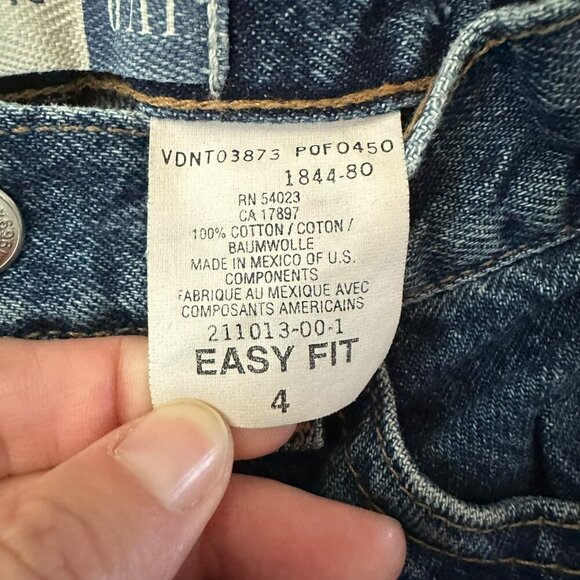 VDNT03873 POF0450
1844-80
RN 54023
CA 17897
100% COTTON / COTON /
BAUMWOLLE
MADE IN MEXICO OF U.S.
COMPONENTS
FABRIQUE AU MEXIQUE AVEC
COMPOSANTS AMERICAINS
211013-00-1
EASY FIT
4